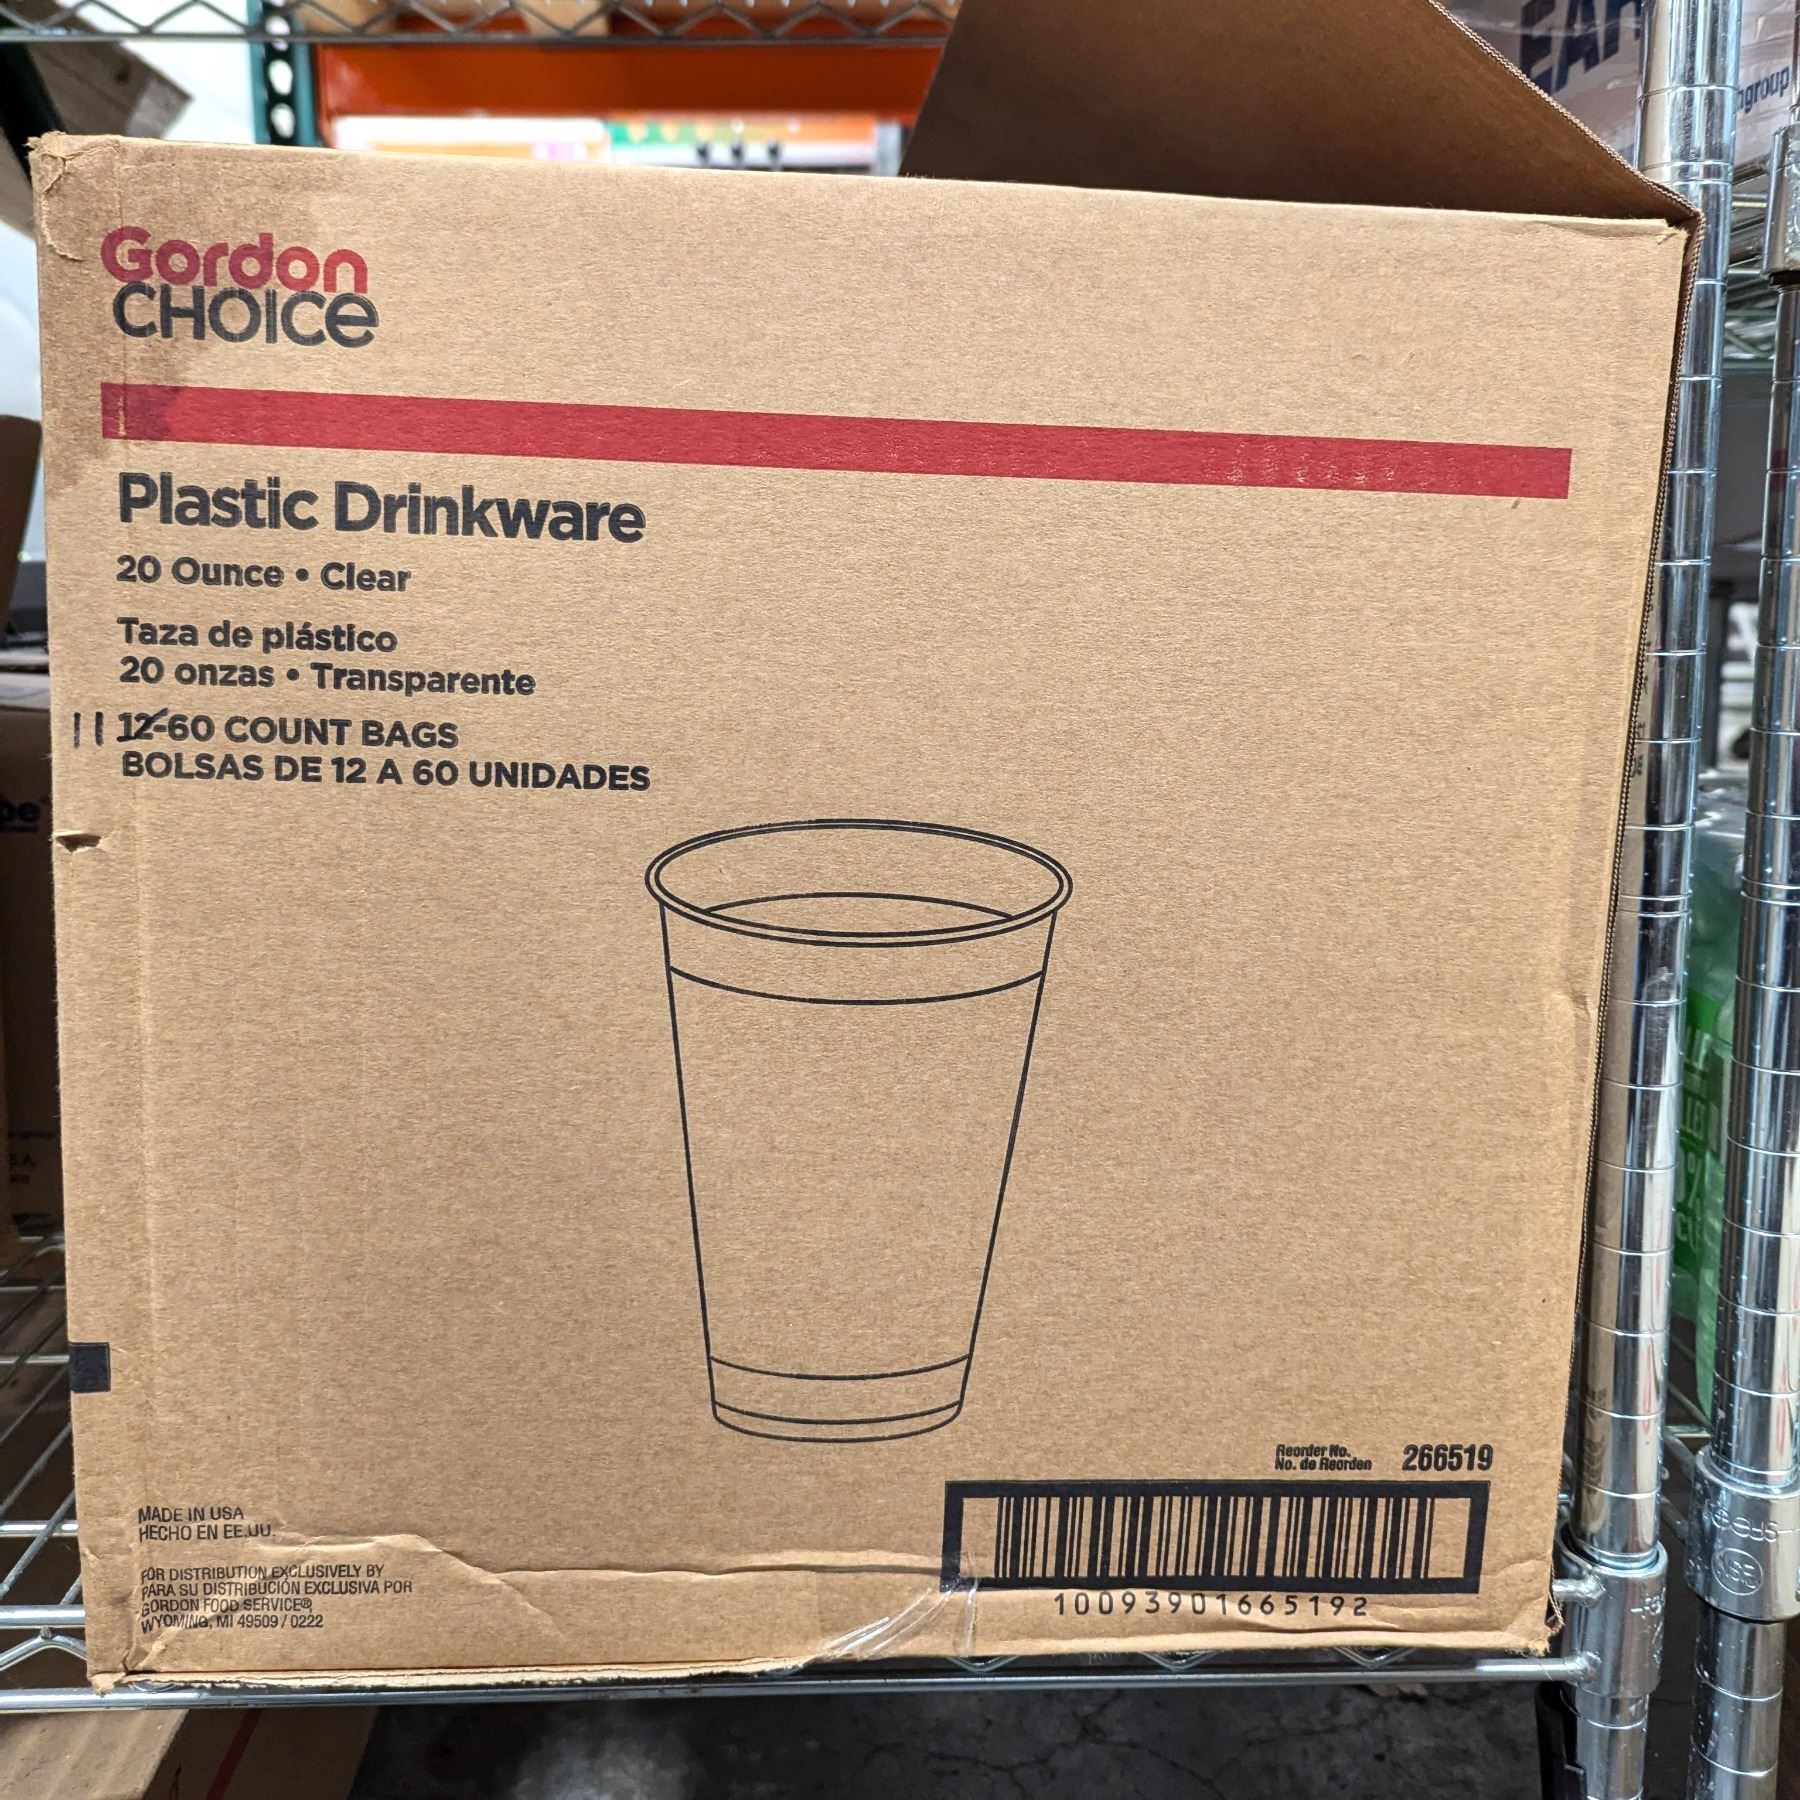 Gordon
CHOICe
Plastic Drinkware
20 Ounce • Clear
Taza de plástico
20 onzas • Transparente
11 12-60 COUNT BAGS
BOLSAS DE 12 A 60 UNIDADES
Reorder No.
No. de Reorden 266519
10093901665192
MADE IN USA
HECHO EN EE.UU.
FOR DISTRIBUTION EXCLUSIVELY BY
PARA SU DISTRIBUCIÓN EXCLUSIVA POR
GORDON FOOD SERVICE®,
WYOMING, MI 49509 / 0222